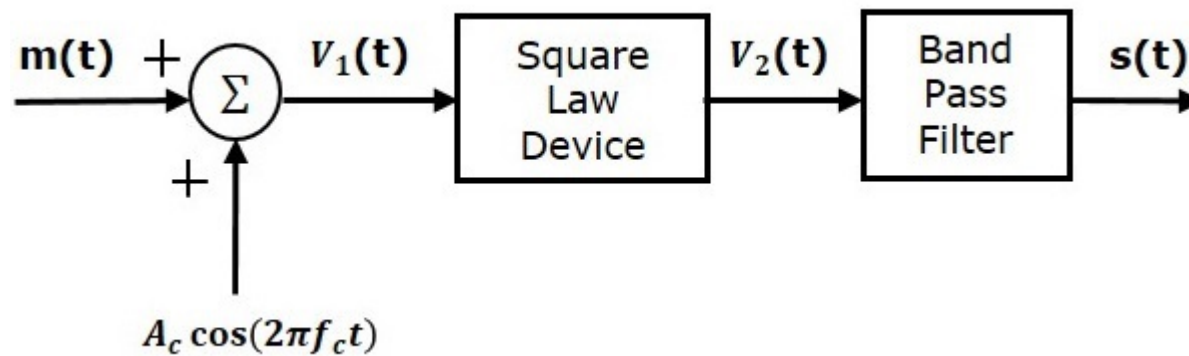 m(t)
+
Σ
+
V₁(t)
Square
Law
Device
V₂(t)
Band
Pass
Filter
s(t)
A_c cos(2πf_c t)